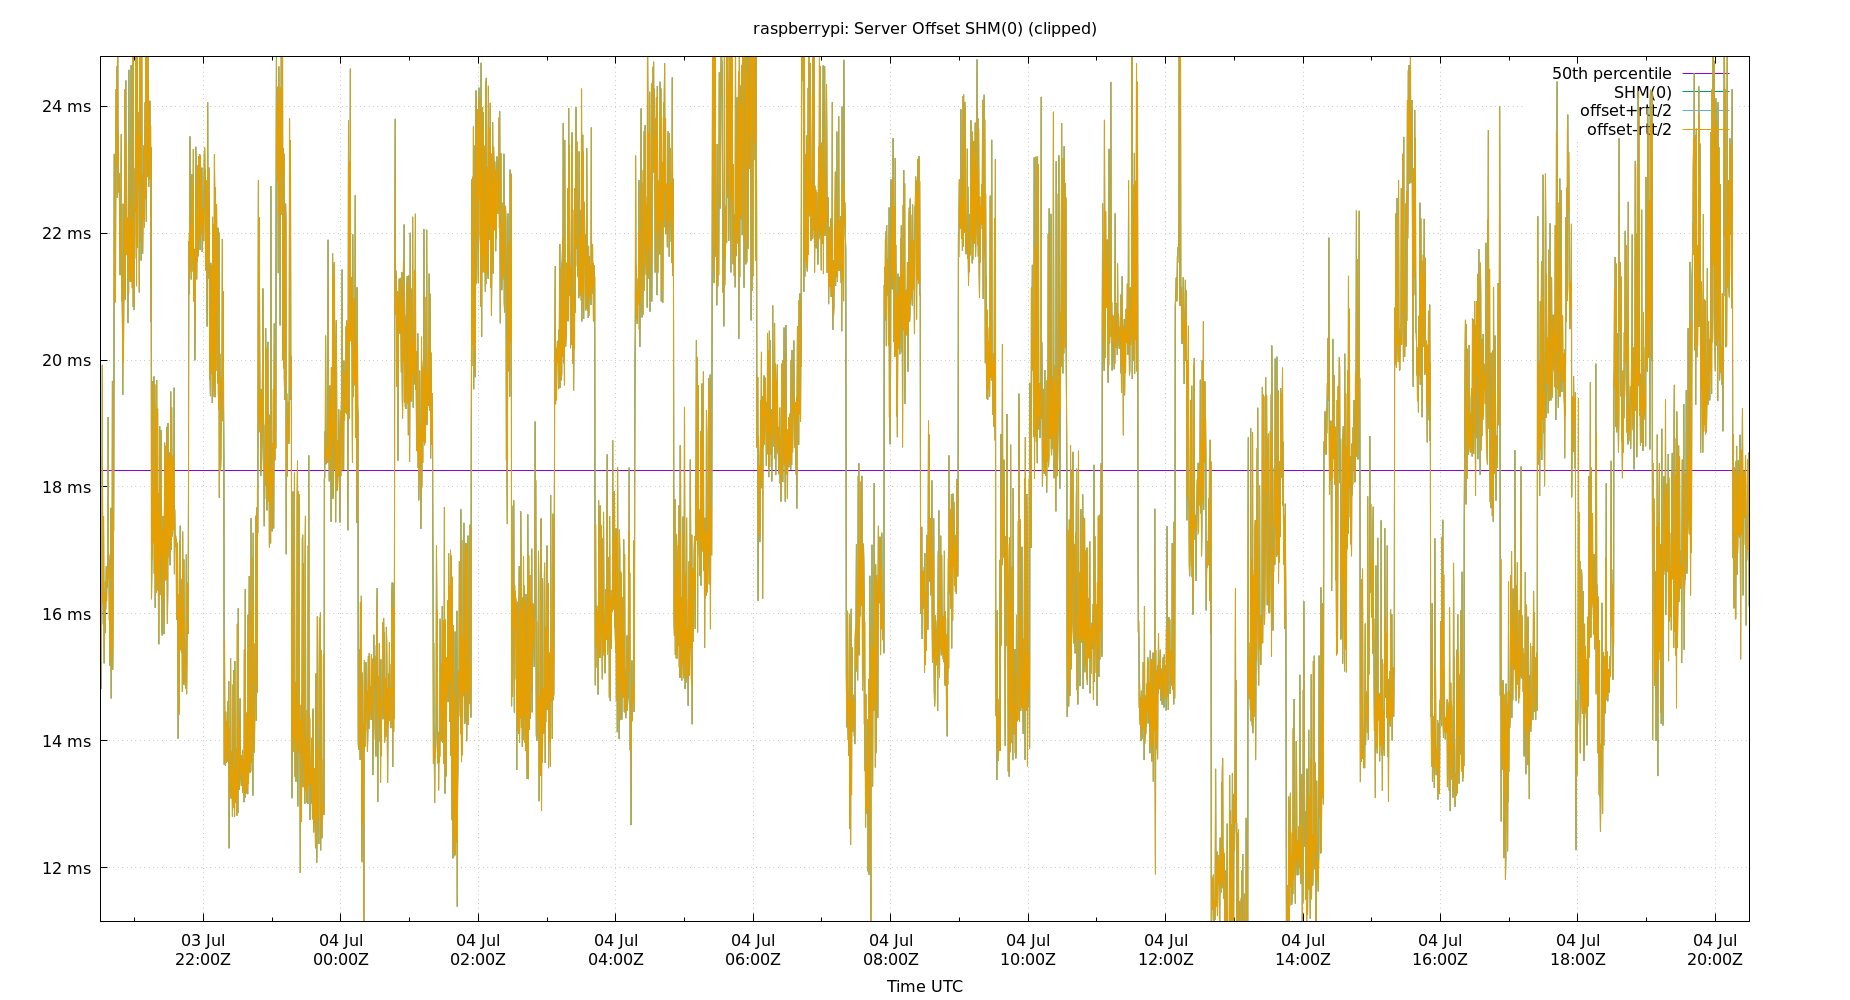 raspberrypi: Server Offset SHM(0) (clipped)
50th percentile
SHM(0)
offset+rtt/2
offset-rtt/2
24 ms
22 ms
20 ms
18 ms
16 ms
14 ms
12 ms
03 Jul 04 Jul 04 Jul 04 Jul 04 Jul 04 Jul 04 Jul 04 Jul 04 Jul 04 Jul 04 Jul 04 Jul
22:00Z 00:00Z 02:00Z 04:00Z 06:00Z 08:00Z 10:00Z 12:00Z 14:00Z 16:00Z 18:00Z 20:00Z
Time UTC